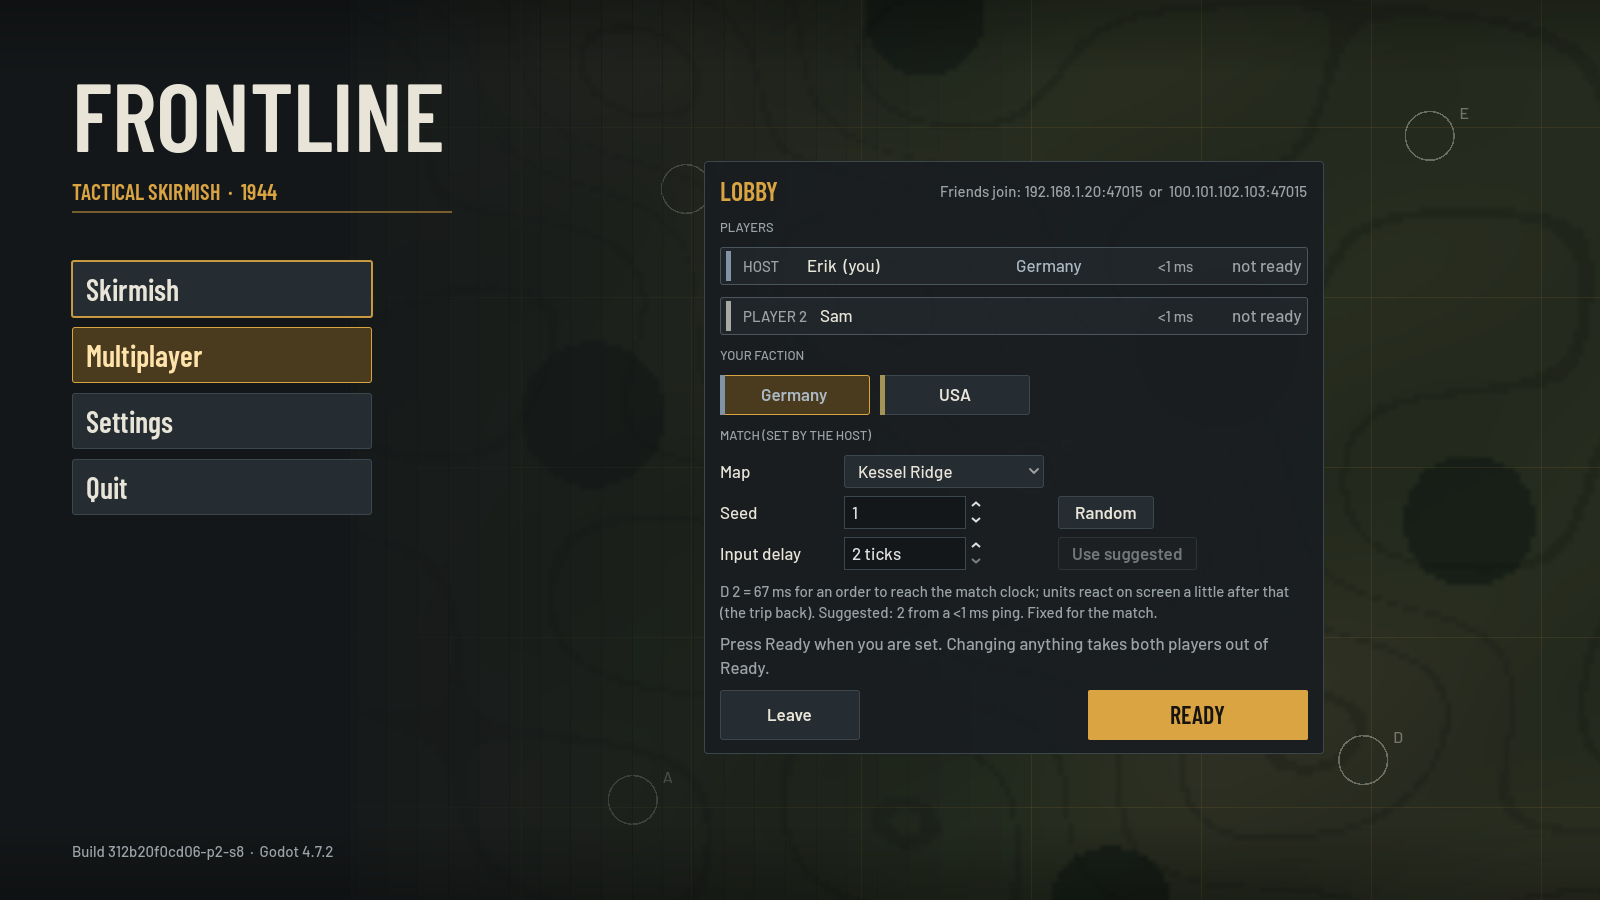 FRONTLINE
TACTICAL SKIRMISH · 1944
Skirmish
Multiplayer
Settings
Quit
Build 312b20f0cd06-p2-s8 · Godot 4.7.2
LOBBY
Friends join: 192.168.1.20:47015 or 100.101.102.103:47015
PLAYERS
HOST Erik (you) Germany <1 ms not ready
PLAYER 2 Sam <1 ms not ready
YOUR FACTION
Germany USA
MATCH (SET BY THE HOST)
Map Kessel Ridge
Seed 1 Random
Input delay 2 ticks Use suggested
D 2 = 67 ms for an order to reach the match clock; units react on screen a little after that
(the trip back). Suggested: 2 from a <1 ms ping. Fixed for the match.
Press Ready when you are set. Changing anything takes both players out of
Ready.
Leave READY
E
D
A